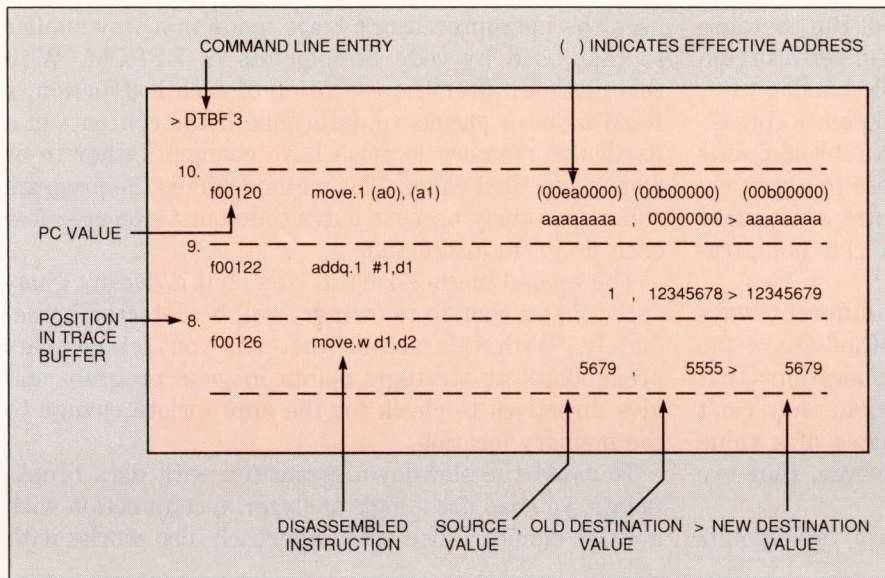 COMMAND LINE ENTRY
( ) INDICATES EFFECTIVE ADDRESS
> DTBF 3
10.
f00120 move.1 (a0), (a1) (00ea0000) (00b00000) (00b00000)
aaaaaaaa , 00000000 > aaaaaaaa
PC VALUE
9.
f00122 addq.1 #1,d1
1 , 12345678 > 12345679
POSITION
IN TRACE
BUFFER
8.
f00126 move.w d1,d2
5679 , 5555 > 5679
DISASSEMBLED
INSTRUCTION
SOURCE , OLD DESTINATION > NEW DESTINATION
VALUE VALUE VALUE